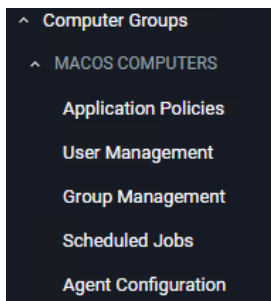 Computer Groups
MACOS COMPUTERS
Application Policies
User Management
Group Management
Scheduled Jobs
Agent Configuration